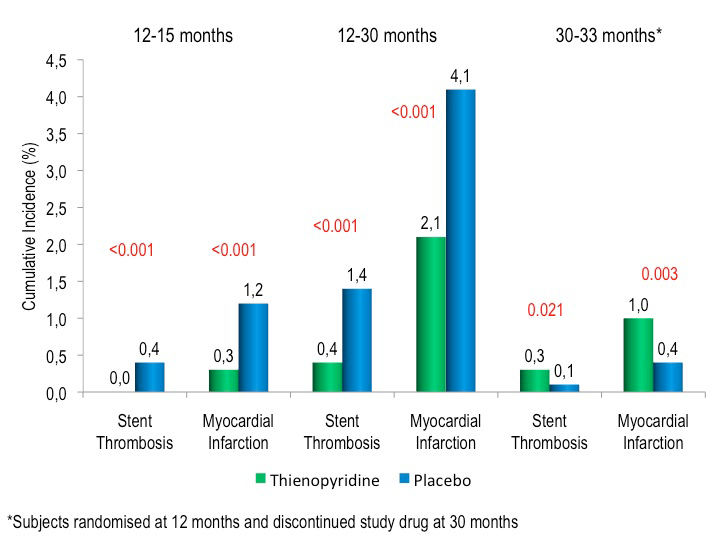 12-15 months
12-30 months
30-33 months*
Cumulative Incidence (%)
4,5
4,0
3,5
3,0
2,5
2,0
1,5
1,0
0,5
0,0
<0.001
<0.001
<0.001
<0.001
0.021
0.003
0,0
0,4
0,3
1,2
0,4
1,4
2,1
4,1
0,3
0,1
1,0
0,4
Stent
Thrombosis
Myocardial
Infarction
Stent
Thrombosis
Myocardial
Infarction
Stent
Thrombosis
Myocardial
Infarction
Thienopyridine
Placebo
*Subjects randomised at 12 months and discontinued study drug at 30 months